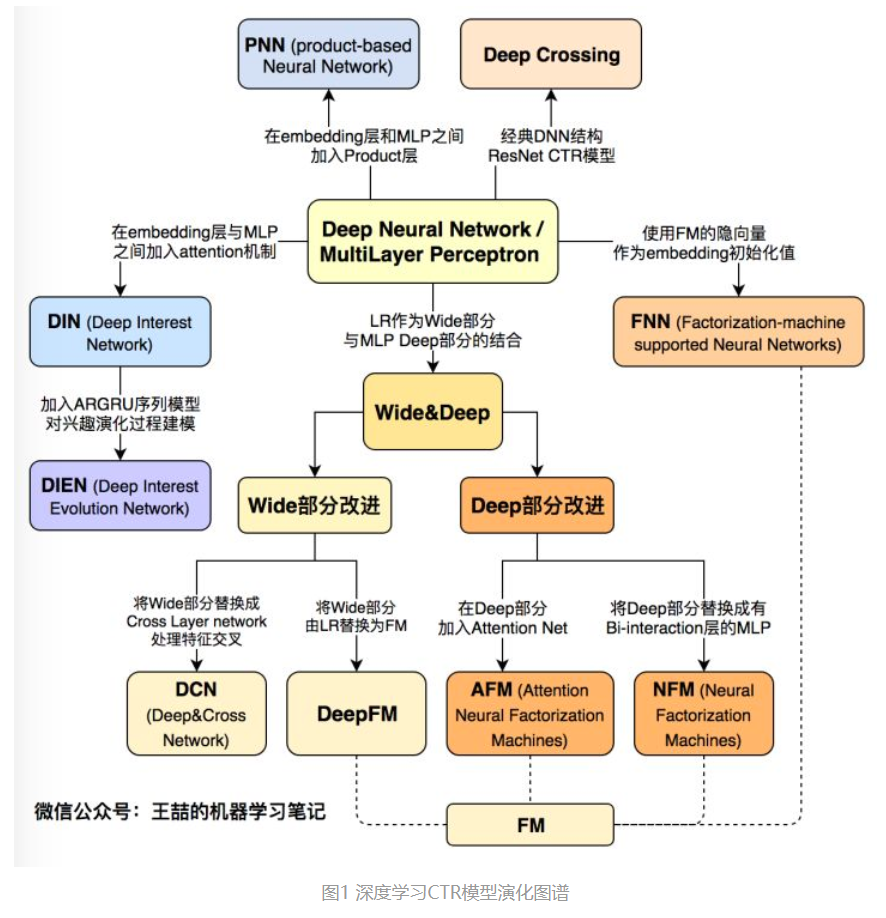 PNN (product-based
Neural Network)
Deep Crossing
在embedding层和MLP之间
加入Product层
经典DNN结构
ResNet CTR模型
Deep Neural Network /
MultiLayer Perceptron
在embedding层与MLP
之间加入attention机制
使用FM的隐向量
作为embedding初始化值
DIN (Deep Interest
Network)
LR作为Wide部分
与MLP Deep部分的结合
FNN (Factorization-machine
supported Neural Networks)
加入ARGRU序列模型
对兴趣演化过程建模
Wide&Deep
DIEN (Deep Interest
Evolution Network)
Wide部分改进
Deep部分改进
将Wide部分替换成
Cross Layer network
处理特征交叉
将Wide部分
由LR替换为FM
在Deep部分
加入Attention Net
将Deep部分替换成有
Bi-interaction层的MLP
DCN
(Deep&Cross
Network)
DeepFM
AFM (Attention
Neural Factorization
Machines)
NFM (Neural
Factorization
Machines)
微信公众号：王喆的机器学习笔记
FM
图1 深度学习CTR模型演化图谱